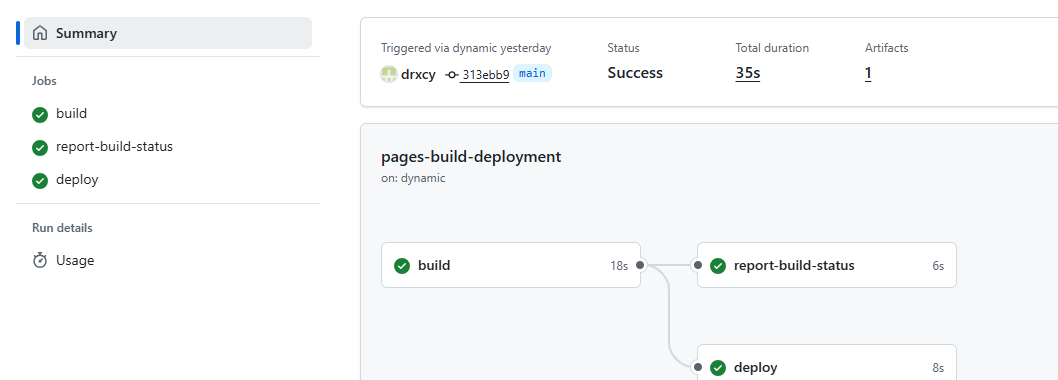 Summary
Jobs
build
report-build-status
deploy
Run details
Usage
Triggered via dynamic yesterday
drxcy 313ebb9 main
Status
Success
Total duration
35s
Artifacts
1
pages-build-deployment
on: dynamic
build 18s
report-build-status 6s
deploy 8s